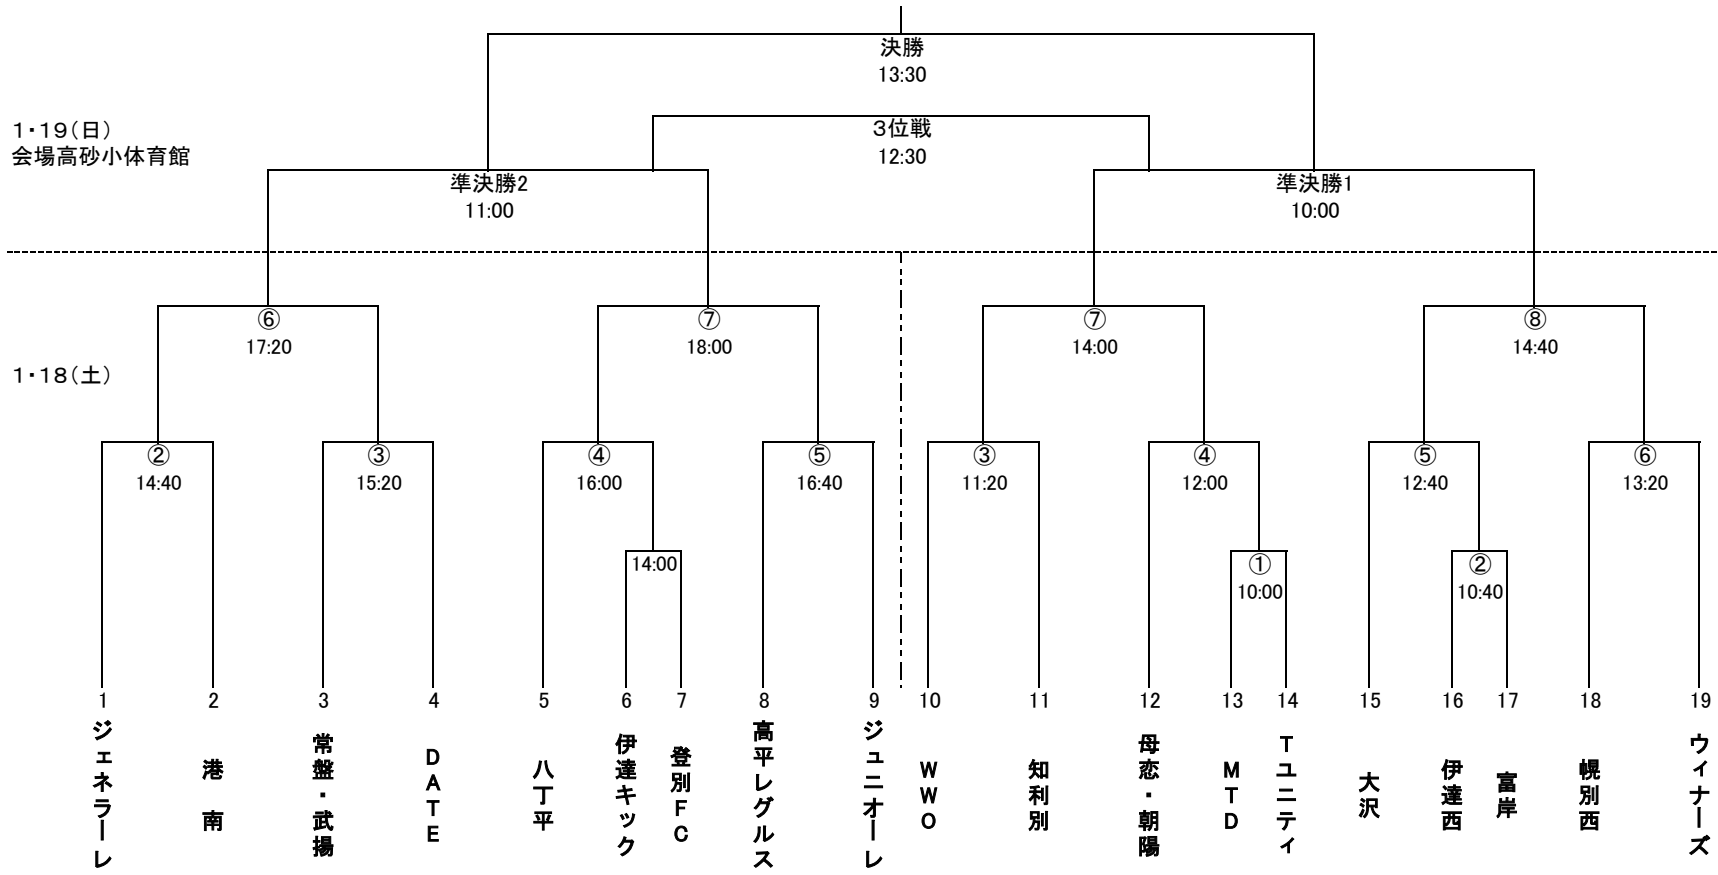 決勝
13:30
1・19(日)
会場高砂小体育館
3位戦
12:30
準決勝2
11:00
準決勝1
10:00
⑥
17:20
⑦
18:00
⑦
14:00
⑧
14:40
1・18(土)
②
14:40
③
15:20
④
16:00
⑤
16:40
③
11:20
④
12:00
⑤
12:40
⑥
13:20
14:00
①
10:00
②
10:40
1
ジェネラーレ
2
港 南
3
常盤・武揚
4
DATE
5
八丁平
6
伊達キック
7
登別FC
8
高平レグルス
9
ジュニオーレ
10
WWO
11
知利別
12
母恋・朝陽
13
MTD
14
Tユニティ
15
大沢
16
伊達西
17
富岸
18
幌別西
19
ウィナーズ